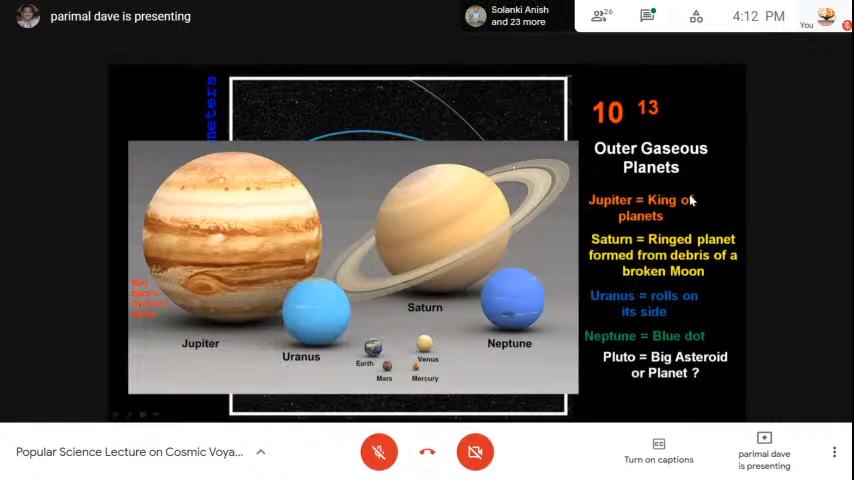 parimal dave is presenting
Solanki Anish
and 23 more
26
4:12 PM
You
meters
10 13
Outer Gaseous
Planets
Jupiter = King of
planets
Saturn = Ringed planet
formed from debris of a
broken Moon
Uranus = rolls on
its side
Neptune = Blue dot
Pluto = Big Asteroid
or Planet ?
Red
Spot =
Jupiter
Uranus
Saturn
Neptune
Earth
Venus
Mars
Mercury
Popular Science Lecture on Cosmic Voya...
Turn on captions
parimal dave
is presenting